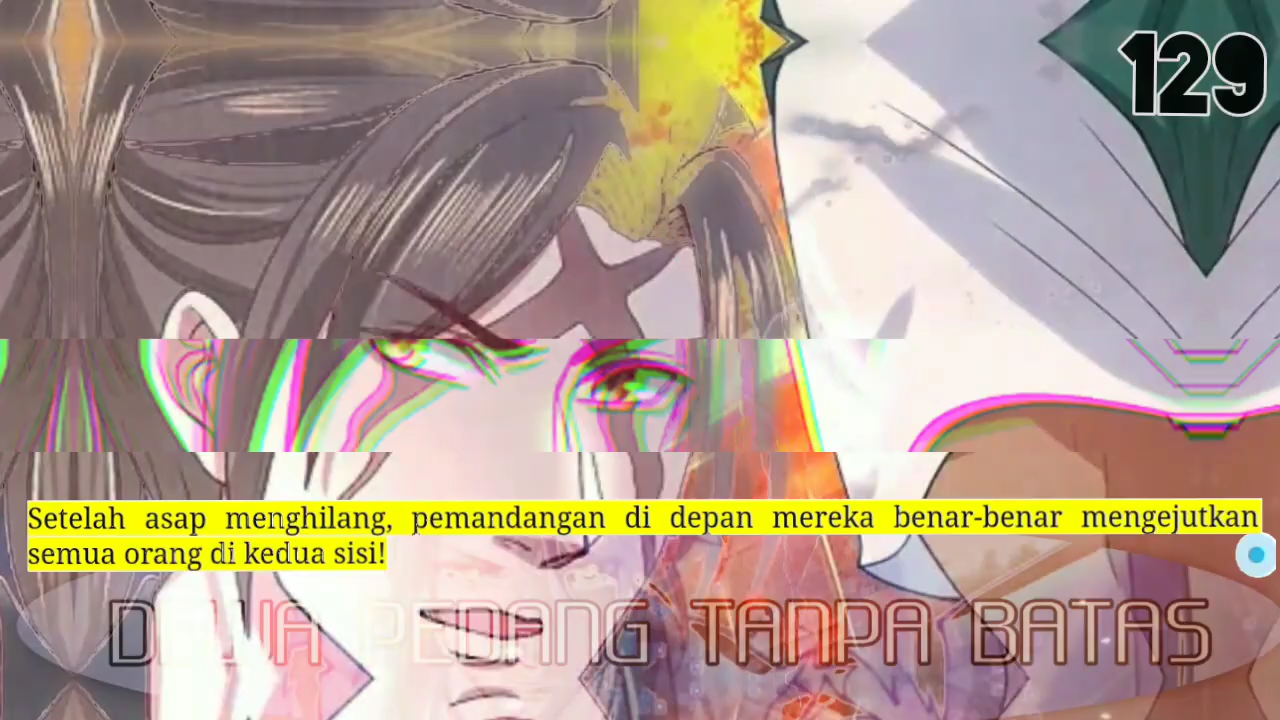 129
Setelah asap menghilang, pemandangan di depan mereka benar-benar mengejutkan
semua orang di kedua sisi!
DEWA PEDANG TANPA BATAS